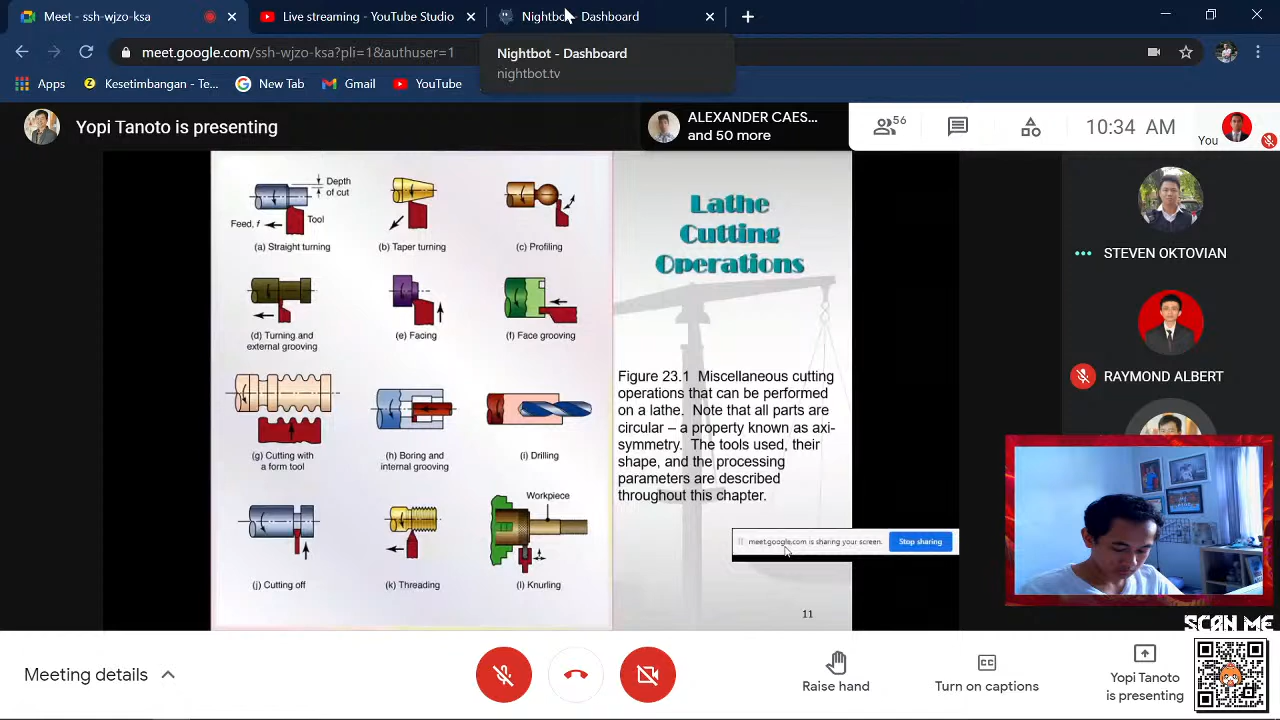 Meet - ssh-wjzo-ksa
Live streaming - YouTube Studio
Nightbot - Dashboard
meet.google.com/ssh-wjzo-ksa?pli=1&authuser=1
Nightbot - Dashboard
nightbot.tv
Apps
Kesetimbangan - Te...
New Tab
Gmail
YouTube
Yopi Tanoto is presenting
ALEXANDER CAES...
and 50 more
56
10:34 AM
You
Depth
of cut
Feed, f
Tool
(a) Straight turning
(b) Taper turning
(c) Profiling
(d) Turning and
external grooving
(e) Facing
(f) Face grooving
(g) Cutting with
a form tool
(h) Boring and
internal grooving
(i) Drilling
Workpiece
(j) Cutting off
(k) Threading
(l) Knurling
Lathe
Cutting
Operations
Figure 23.1 Miscellaneous cutting
operations that can be performed
on a lathe. Note that all parts are
circular – a property known as axi-
symmetry. The tools used, their
shape, and the processing
parameters are described
throughout this chapter.
meet.google.com is sharing your screen.
Stop sharing
11
STEVEN OKTOVIAN
RAYMOND ALBERT
SCAN ME
Meeting details
Raise hand
Turn on captions
Yopi Tanoto
is presenting